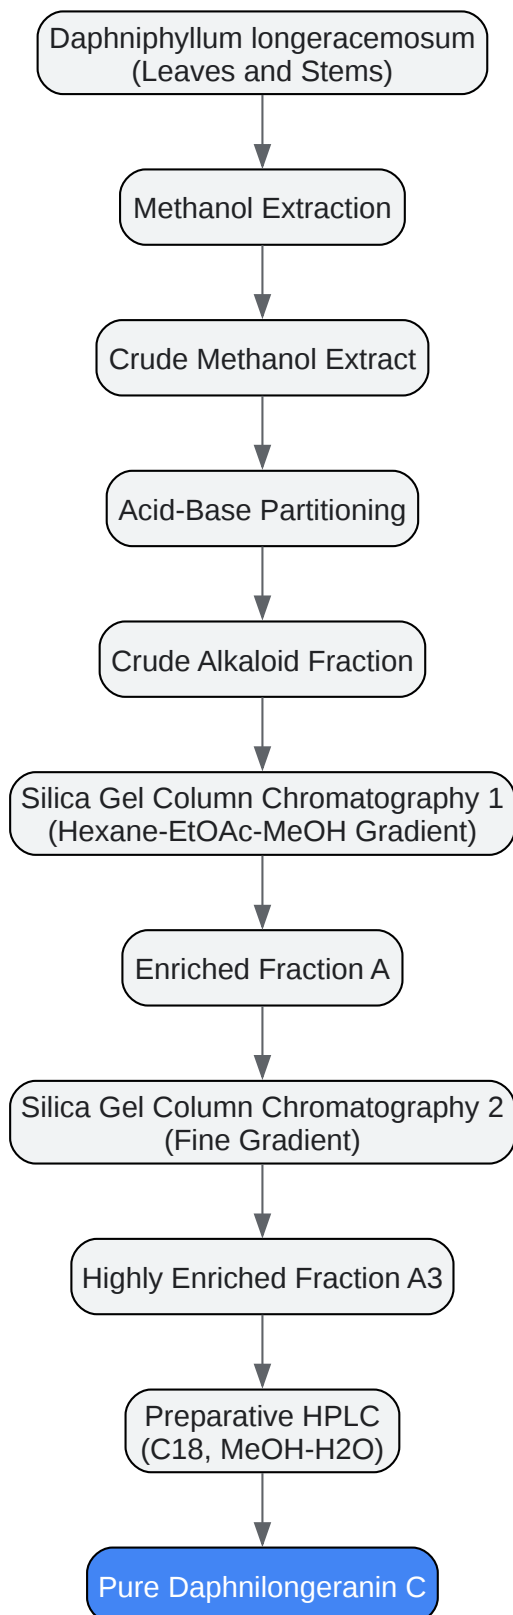 Daphniphyllum longeracemosum
(Leaves and Stems)
Methanol Extraction
Crude Methanol Extract
Acid-Base Partitioning
Crude Alkaloid Fraction
Silica Gel Column Chromatography 1
(Hexane-EtOAc-MeOH Gradient)
Enriched Fraction A
Silica Gel Column Chromatography 2
(Fine Gradient)
Highly Enriched Fraction A3
Preparative HPLC
(C18, MeOH-H2O)
Pure Daphnilongeranin C